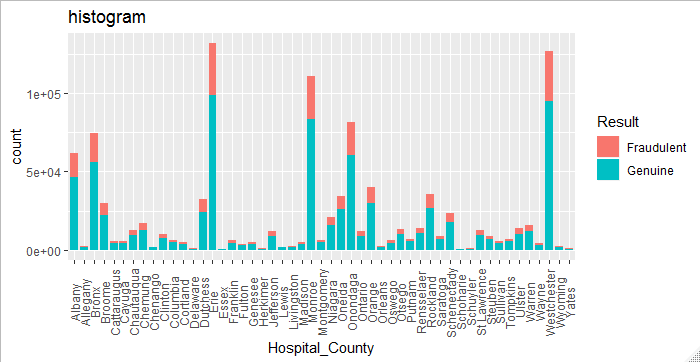 histogram
1e+05
5e+04
0e+00
count
Albany
Allegany
Bronx
Broome
Cattaraugus
Cayuga
Chautauqua
Chemung
Chenango
Clinton
Columbia
Cortland
Delaware
Dutchess
Erie
Essex
Franklin
Fulton
Genesee
Herkimer
Jefferson
Lewis
Livingston
Madison
Monroe
Montgomery
Niagara
Oneida
Onondaga
Ontario
Orange
Orleans
Oswego
Otsego
Putnam
Rensselaer
Rockland
Saratoga
Schenectady
Schoharie
Schuyler
St Lawrence
Steuben
Sullivan
Tompkins
Ulster
Warren
Wayne
Westchester
Wyoming
Yates
Hospital_County
Result
Fraudulent
Genuine